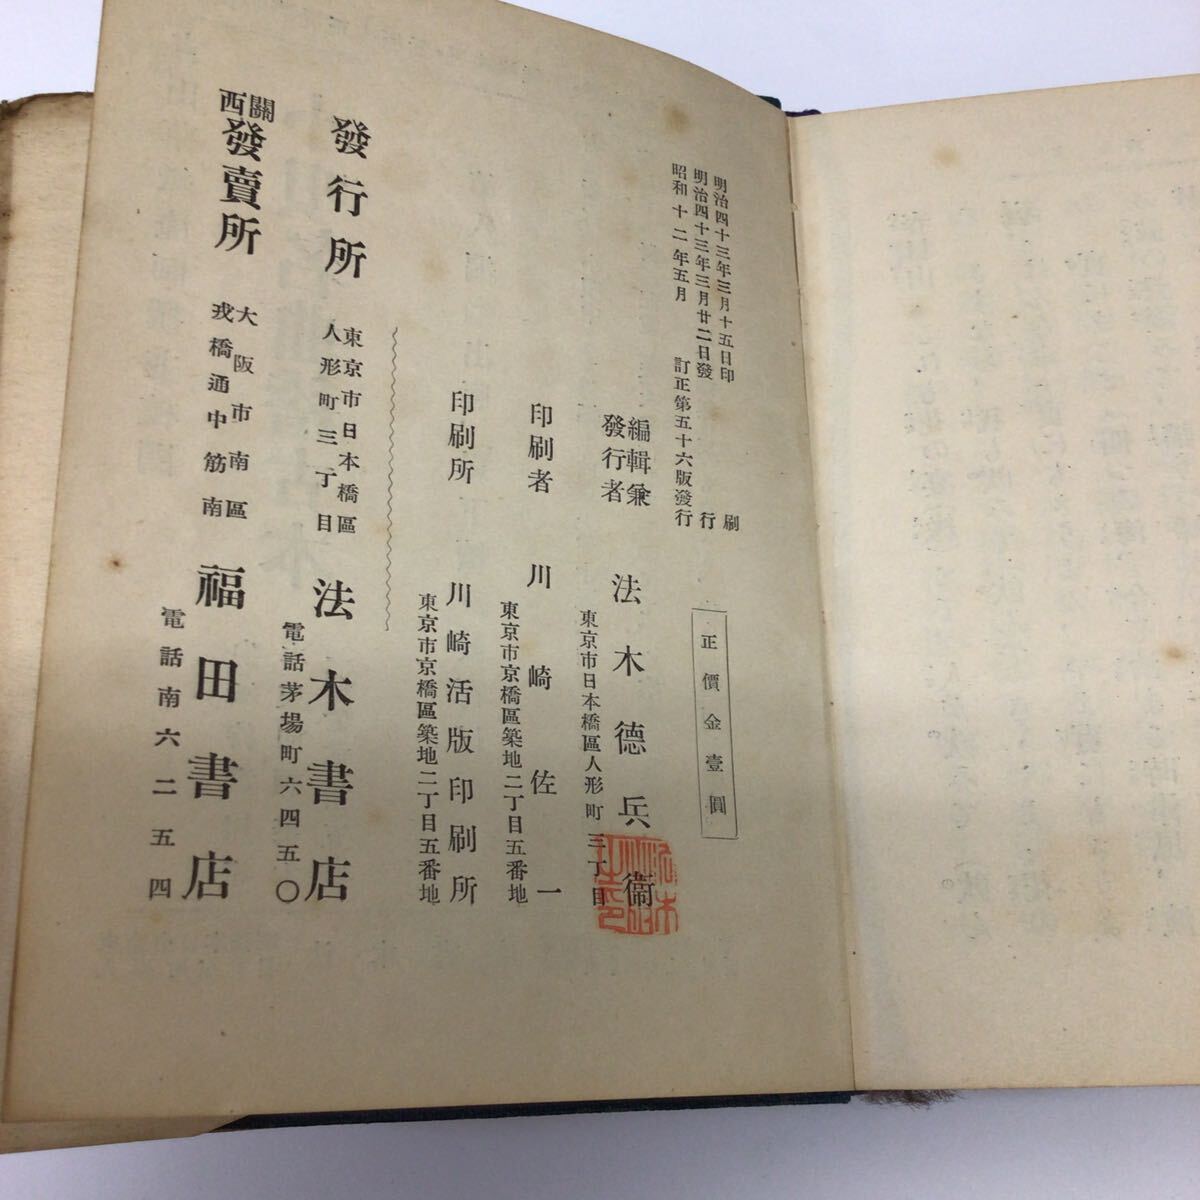 明治四十三年三月十五日印刷
明治四十三年三月廿二日發行
昭和十二年五月 訂正第五十六版發行
正價金壹圓
編輯兼
發行者
法木德兵衞
東京市日本橋區人形町三丁目
印刷者 川崎佐一
東京市京橋區築地二丁目五番地
印刷所 川崎活版印刷所
東京市京橋區築地二丁目五番地
發行所
東京市日本橋區
人形町三丁目
法木書店
電話茅場町六四五〇
關西
發賣所
大阪市南區
戎橋通中筋南
福田書店
電話南六二五四